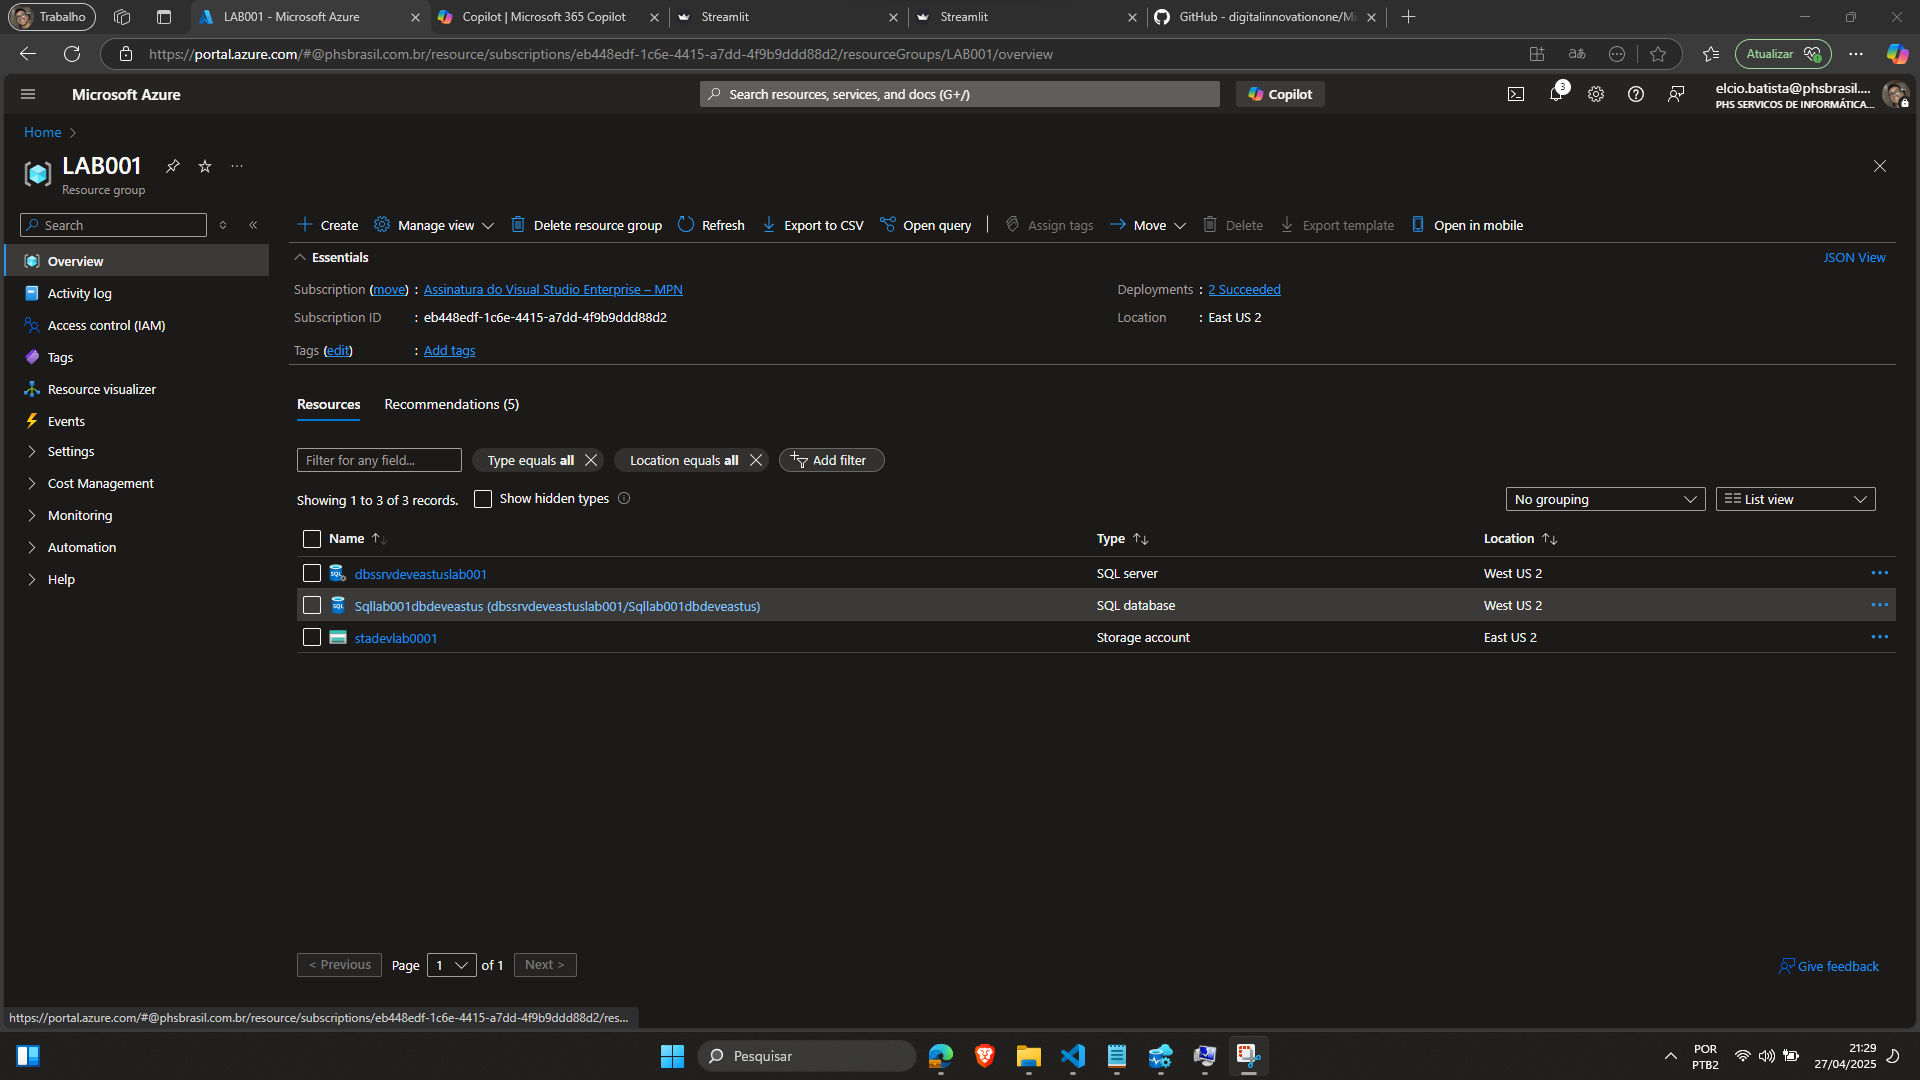 Trabalho
LAB001 - Microsoft Azure
Copilot | Microsoft 365 Copilot
Streamlit
Streamlit
GitHub - digitalinnovationone/Mi
https://portal.azure.com/#@phsbrasil.com.br/resource/subscriptions/eb448edf-1c6e-4415-a7dd-4f9b9ddd88d2/resourceGroups/LAB001/overview
Atualizar
Microsoft Azure
Search resources, services, and docs (G+/)
Copilot
3
elcio.batista@phsbrasil....
PHS SERVICOS DE INFORMÁTICA...
Home
LAB001
Resource group
Search
Create
Manage view
Delete resource group
Refresh
Export to CSV
Open query
Assign tags
Move
Delete
Export template
Open in mobile
Overview
Activity log
Access control (IAM)
Tags
Resource visualizer
Events
Settings
Cost Management
Monitoring
Automation
Help
Essentials
JSON View
Subscription (move) : Assinatura do Visual Studio Enterprise – MPN
Deployments : 2 Succeeded
Subscription ID : eb448edf-1c6e-4415-a7dd-4f9b9ddd88d2
Location : East US 2
Tags (edit) : Add tags
Resources
Recommendations (5)
Filter for any field...
Type equals all
Location equals all
Add filter
Showing 1 to 3 of 3 records.
Show hidden types
No grouping
List view
Name
Type
Location
dbssrvdeveastuslab001
SQL server
West US 2
Sqllab001dbdeveastus (dbssrvdeveastuslab001/Sqllab001dbdeveastus)
SQL database
West US 2
stadevlab0001
Storage account
East US 2
< Previous
Page
1
of 1
Next >
Give feedback
https://portal.azure.com/#@phsbrasil.com.br/resource/subscriptions/eb448edf-1c6e-4415-a7dd-4f9b9ddd88d2/res...
Pesquisar
POR
PTB2
21:29
27/04/2025